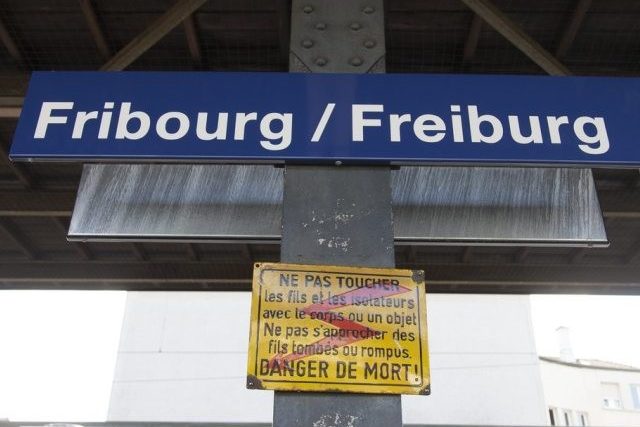 Fribourg / Freiburg
NE PAS TOUCHER
les fils et les isolateurs
avec le corps ou un objet
Ne pas s'approcher des
fils tombés ou rompus.
DANGER DE MORT!